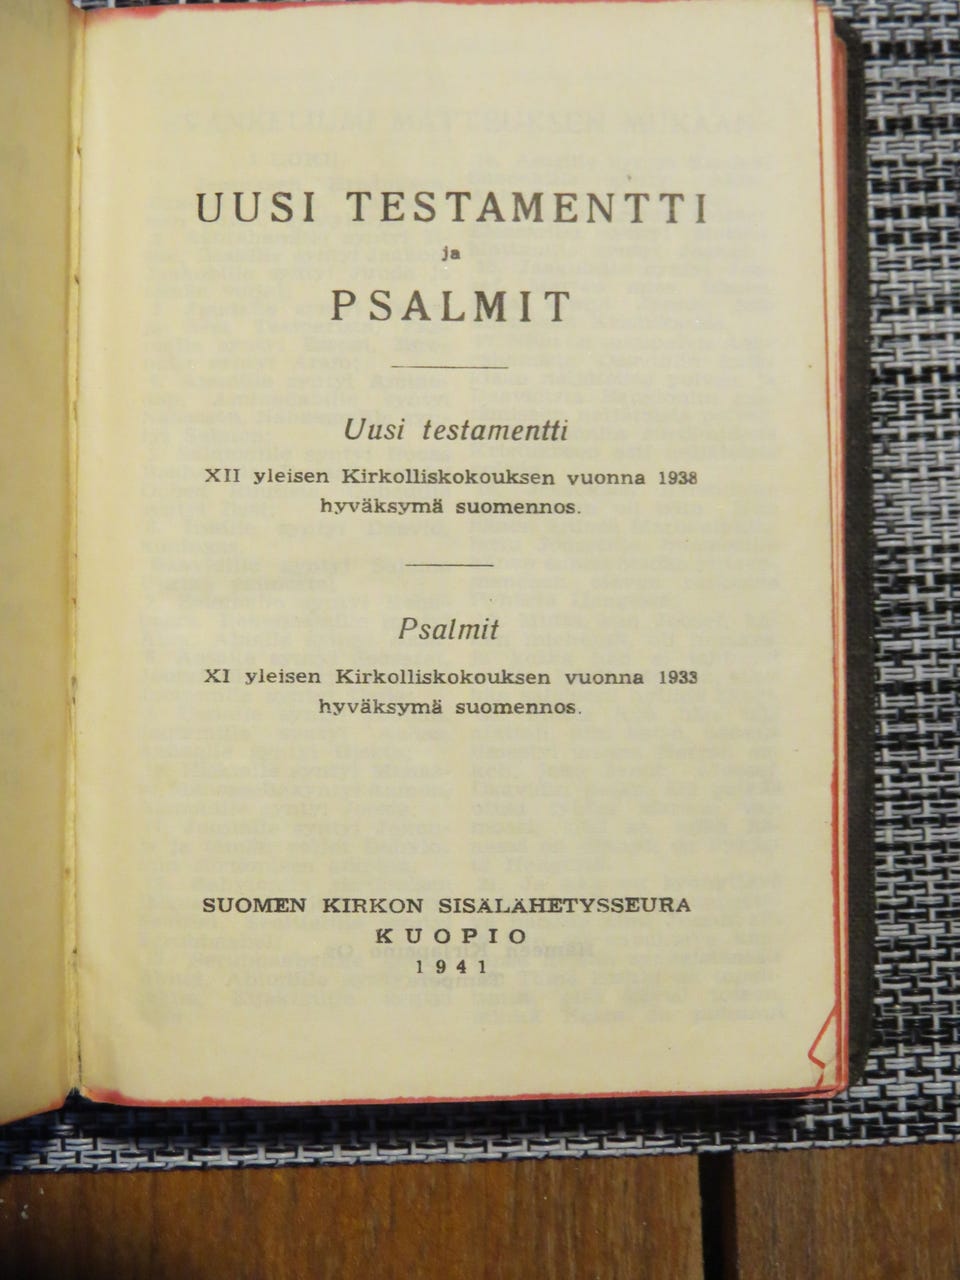 UUSI TESTAMENTTI
ja
PSALMIT
Uusi testamentti
XII yleisen Kirkolliskokouksen vuonna 1938
hyväksymä suomennos.
Psalmit
XI yleisen Kirkolliskokouksen vuonna 1933
hyväksymä suomennos.
SUOMEN KIRKON SISÄLÄHETYSSEURA
KUOPIO
1941